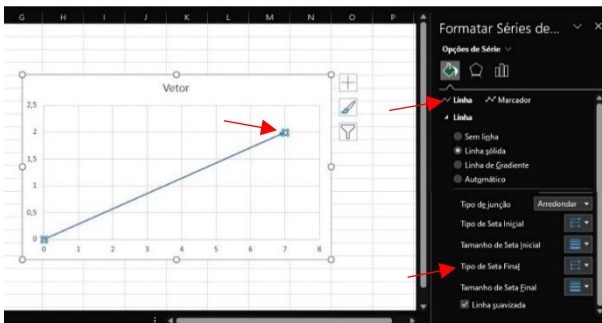 G H I J K L M N O P
Vetor
2,5
2
1,5
1
0,5
0
0 1 2 3 4 5 6 7 8
Formatar Séries de...
Opções de Série
Linha Marcador
Linha
Sem linha
Linha sólida
Linha de Gradiente
Automático
Tipo de junção Arredondar
Tipo de Seta Inicial
Tamanho de Seta Inicial
Tipo de Seta Final
Tamanho de Seta Final
Linha suavizada